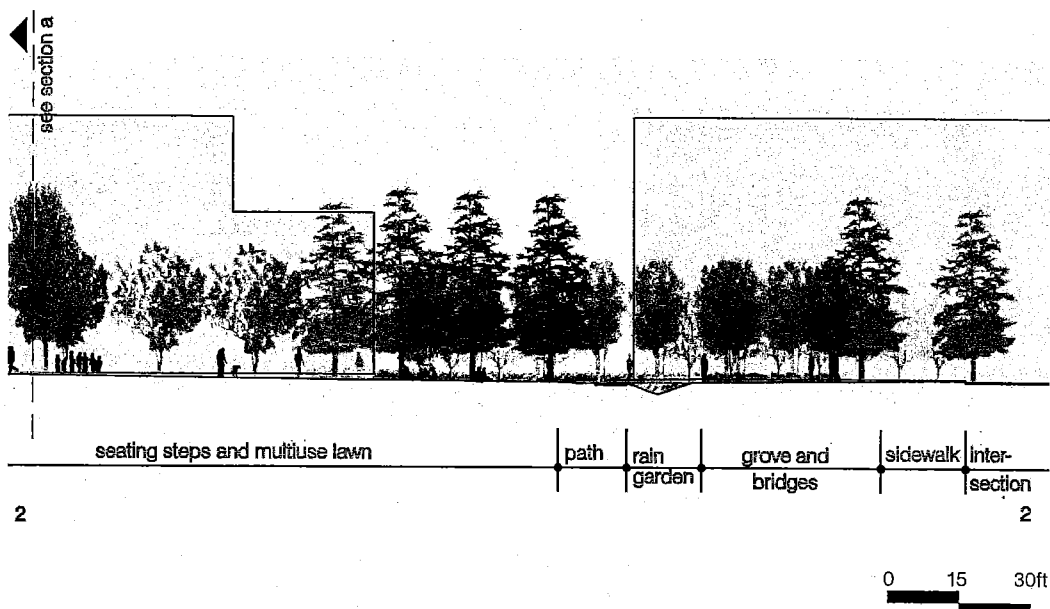 see section a
seating steps and multiuse lawn
path
rain
garden
grove and
bridges
sidewalk
inter-
section
2
2
0 15 30ft